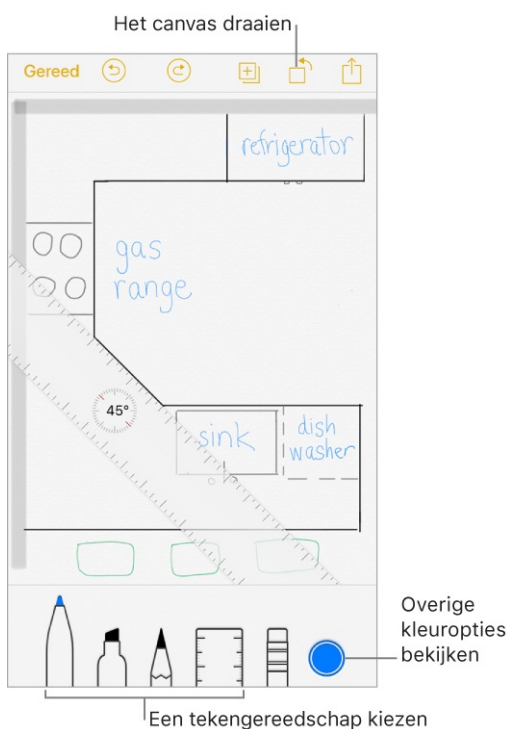 Het canvas draaien
Gereed
refrigerator
gas
range
45°
sink
dish
washer
Overige
kleuropties
bekijken
Een tekengereedschap kiezen